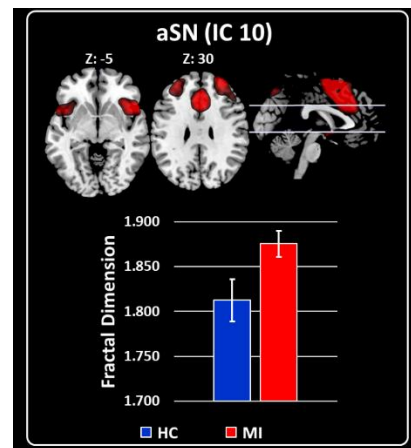 aSN (IC 10)
Z: -5 Z: 30
Fractal Dimension
1.900
1.850
1.800
1.750
1.700
HC MI